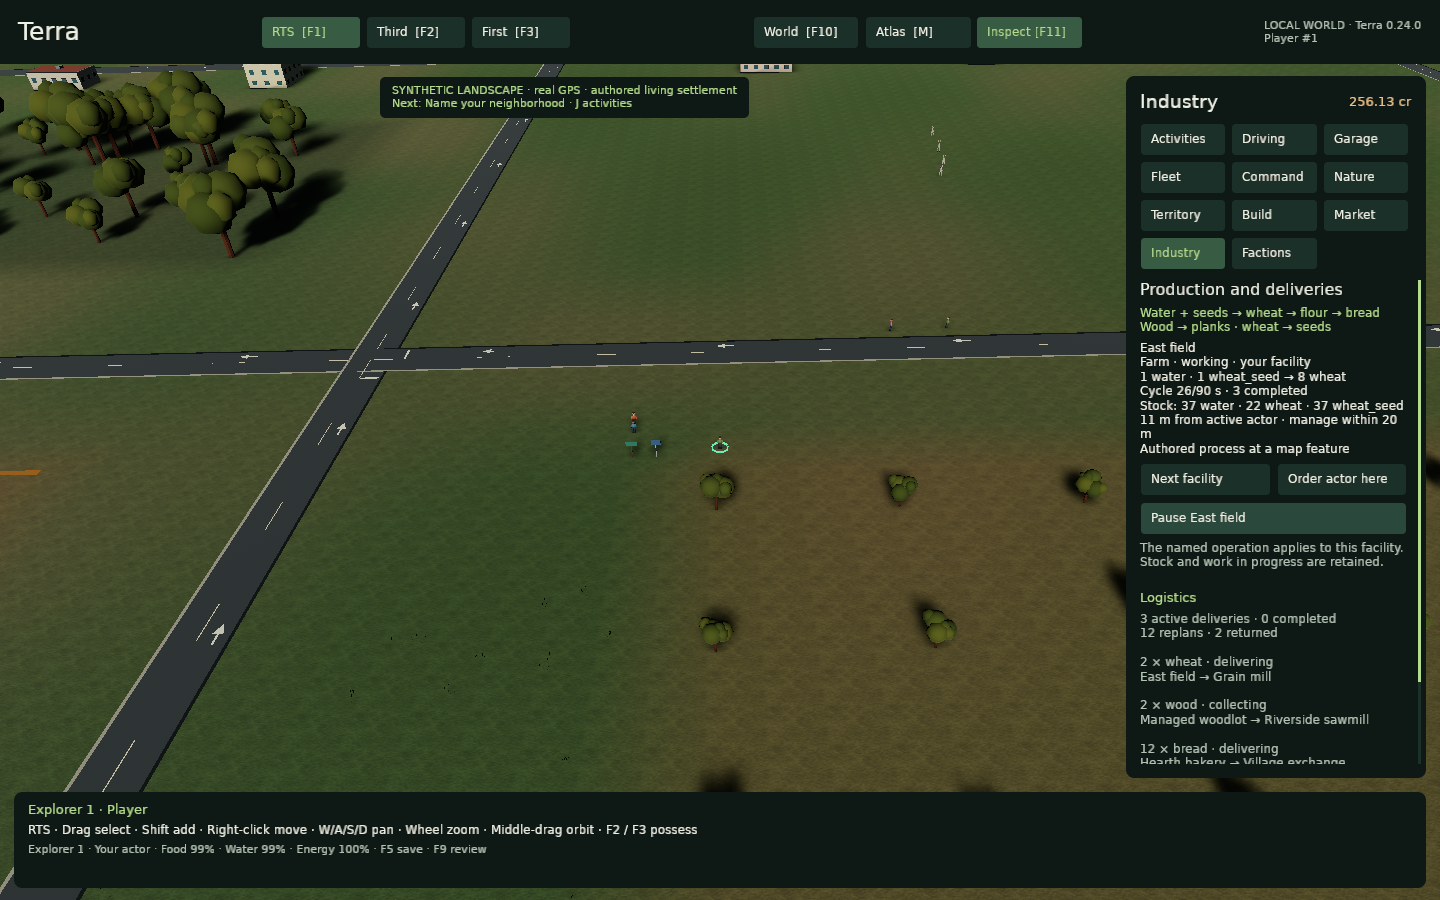 Terra
RTS [F1]
Third [F2]
First [F3]
World [F10]
Atlas [M]
Inspect [F11]
LOCAL WORLD · Terra 0.24.0
Player #1
SYNTHETIC LANDSCAPE · real GPS · authored living settlement
Next: Name your neighborhood · J activities
Industry
256.13 cr
Activities
Driving
Garage
Fleet
Command
Nature
Territory
Build
Market
Industry
Factions
Production and deliveries
Water + seeds → wheat → flour → bread
Wood → planks · wheat → seeds
East field
Farm · working · your facility
1 water · 1 wheat_seed → 8 wheat
Cycle 26/90 s · 3 completed
Stock: 37 water · 22 wheat · 37 wheat_seed
11 m from active actor · manage within 20
m
Authored process at a map feature
Next facility
Order actor here
Pause East field
The named operation applies to this facility.
Stock and work in progress are retained.
Logistics
3 active deliveries · 0 completed
12 replans · 2 returned
2 × wheat · delivering
East field → Grain mill
2 × wood · collecting
Managed woodlot → Riverside sawmill
12 × bread · delivering
Hearth bakery → Village exchange
Explorer 1 · Player
RTS · Drag select · Shift add · Right-click move · W/A/S/D pan · Wheel zoom · Middle-drag orbit · F2 / F3 possess
Explorer 1 · Your actor · Food 99% · Water 99% · Energy 100% · F5 save · F9 review